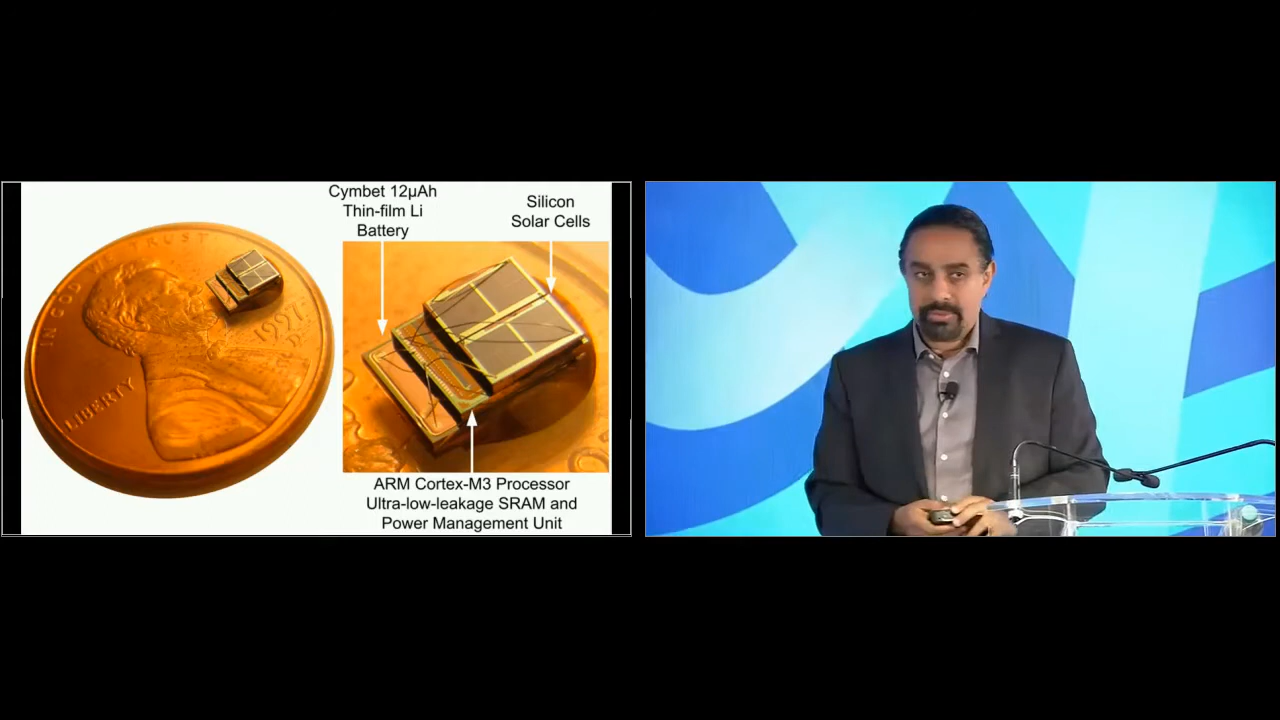 Cymbet 12µAh
Thin-film Li
Battery
Silicon
Solar Cells
IN GOD WE TRUST
LIBERTY
1997
D
ARM Cortex-M3 Processor
Ultra-low-leakage SRAM and
Power Management Unit